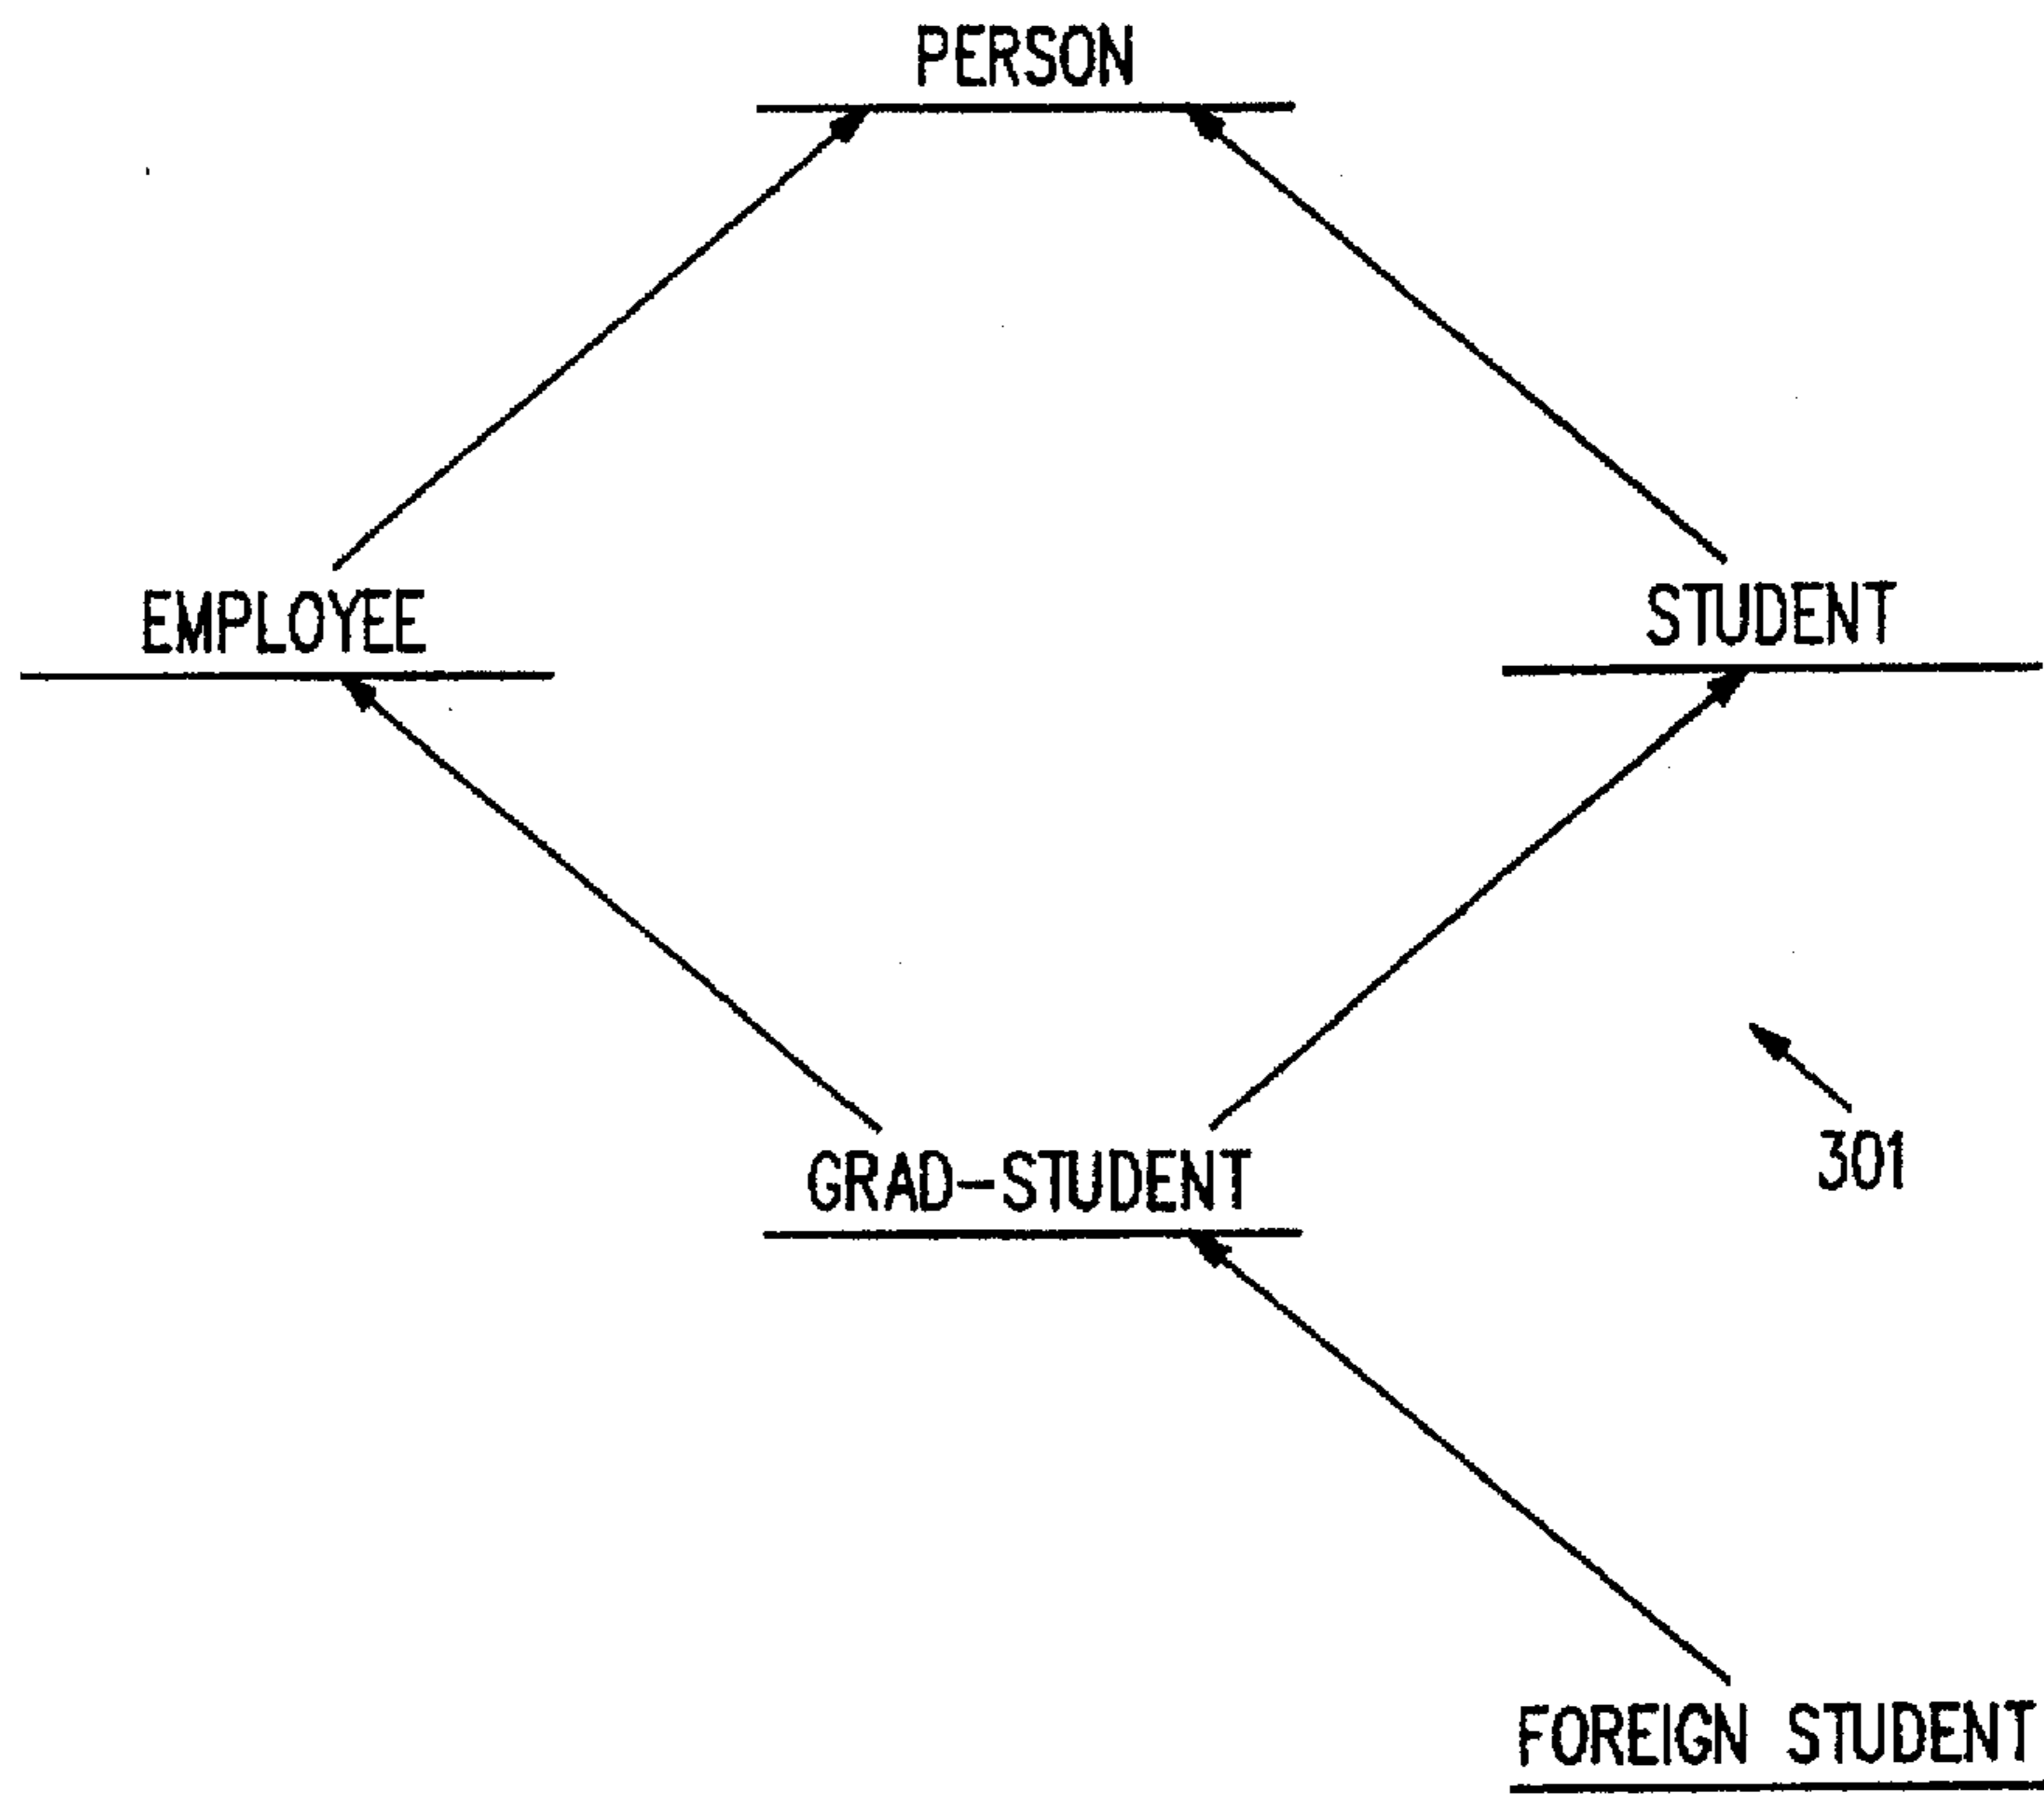 PERSON
EMPLOYEE
STUDENT
301
GRAD-STUDENT
FOREIGN STUDENT